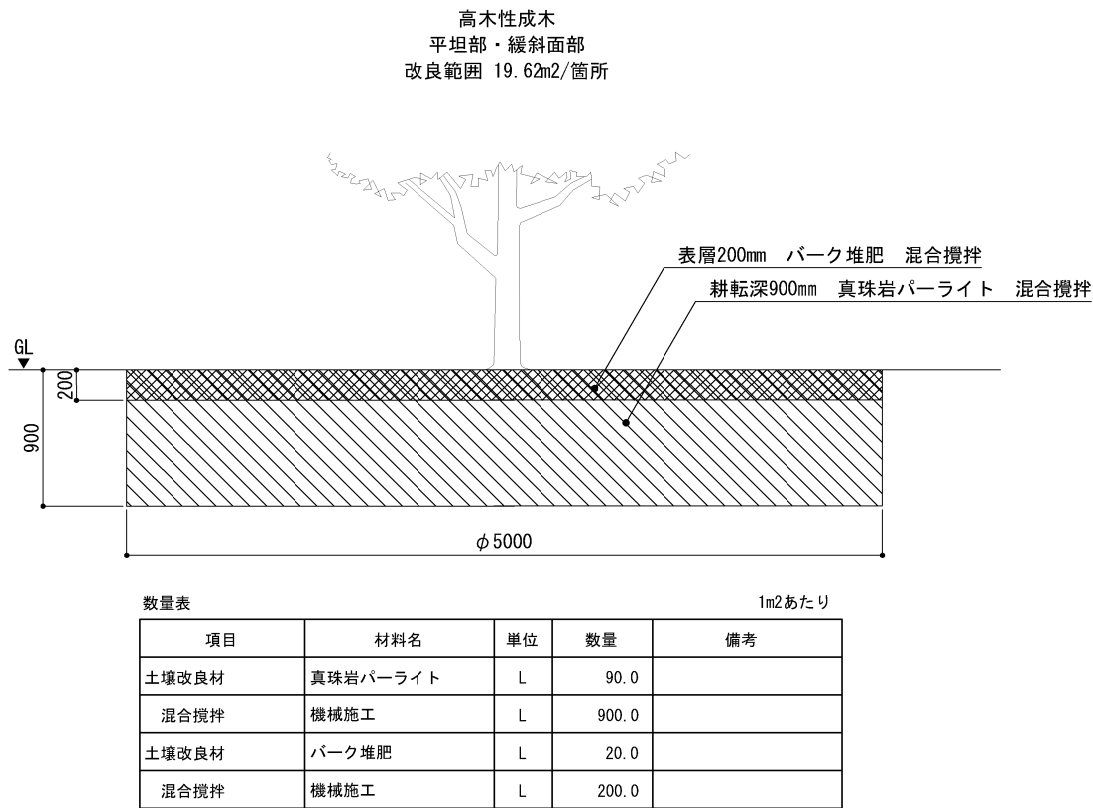 高木性成木
平坦部・緩斜面部
改良範囲 19.62m2/箇所
表層200mm　バーク堆肥　混合攪拌
耕転深900mm　真珠岩パーライト　混合攪拌
GL
200
900
φ5000
数量表　1m2あたり
項目　材料名　単位　数量　備考
土壌改良材　真珠岩パーライト　L　90.0
混合攪拌　機械施工　L　900.0
土壌改良材　バーク堆肥　L　20.0
混合攪拌　機械施工　L　200.0